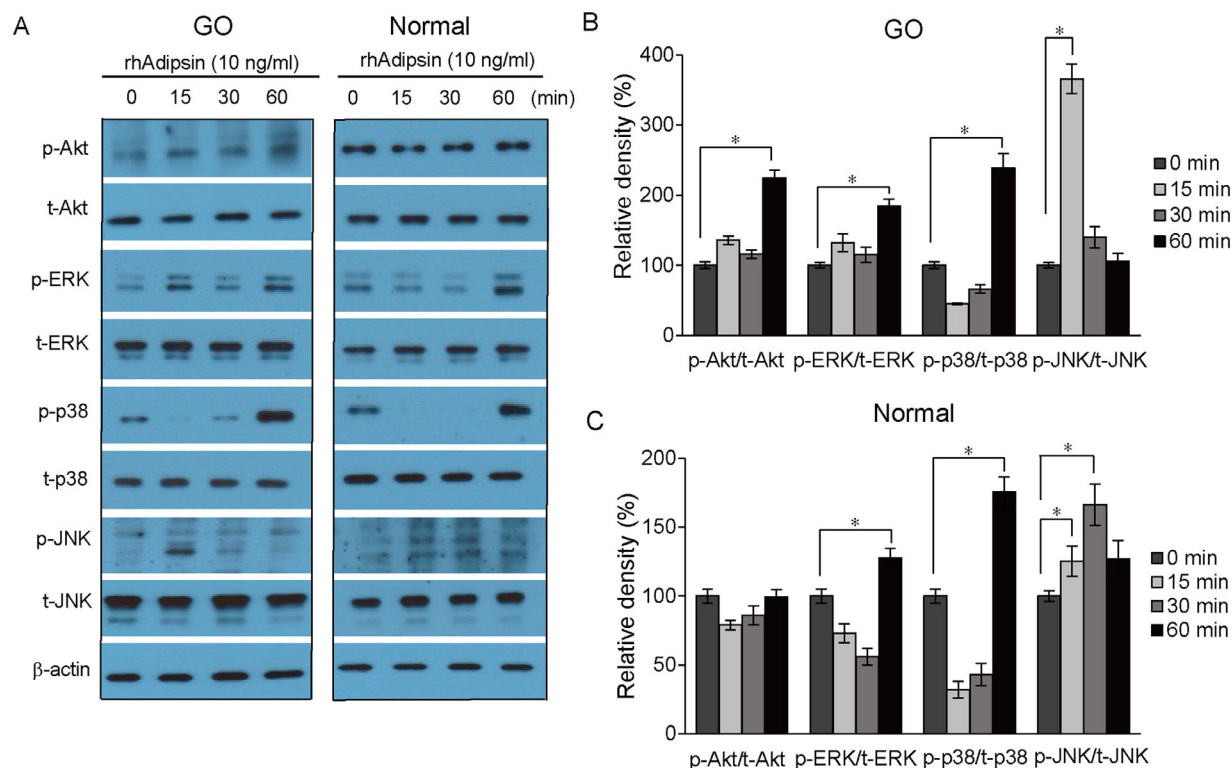 A
GO Normal
rhAdipsin (10 ng/ml) rhAdipsin (10 ng/ml)
0 15 30 60 0 15 30 60 (min)
p-Akt
t-Akt
p-ERK
t-ERK
p-p38
t-p38
p-JNK
t-JNK
β-actin
B
GO
Relative density (%)
400
300
200
100
0
* * * *
p-Akt/t-Akt p-ERK/t-ERK p-p38/t-p38 p-JNK/t-JNK
0 min
15 min
30 min
60 min
C
Normal
Relative density (%)
200
150
100
50
0
* * * *
p-Akt/t-Akt p-ERK/t-ERK p-p38/t-p38 p-JNK/t-JNK
0 min
15 min
30 min
60 min